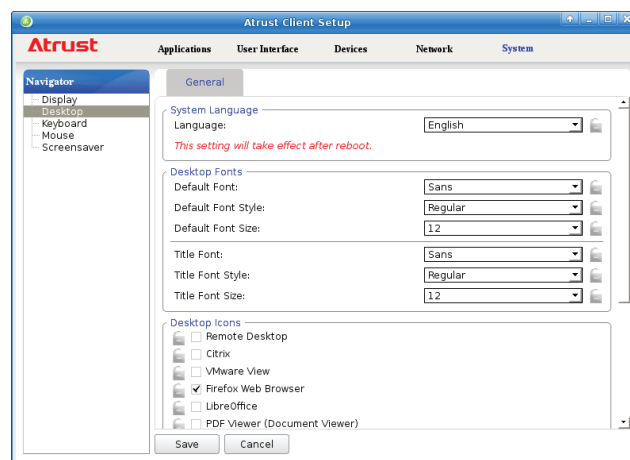 Atrust Client Setup
Atrust
Applications User Interface Devices Network System
Navigator
Display
Desktop
Keyboard
Mouse
Screensaver
General
System Language
Language: English
This setting will take effect after reboot.
Desktop Fonts
Default Font: Sans
Default Font Style: Regular
Default Font Size: 12
Title Font: Sans
Title Font Style: Regular
Title Font Size: 12
Desktop Icons
Remote Desktop
Citrix
VMware View
Firefox Web Browser
LibreOffice
PDF Viewer (Document Viewer)
Save Cancel